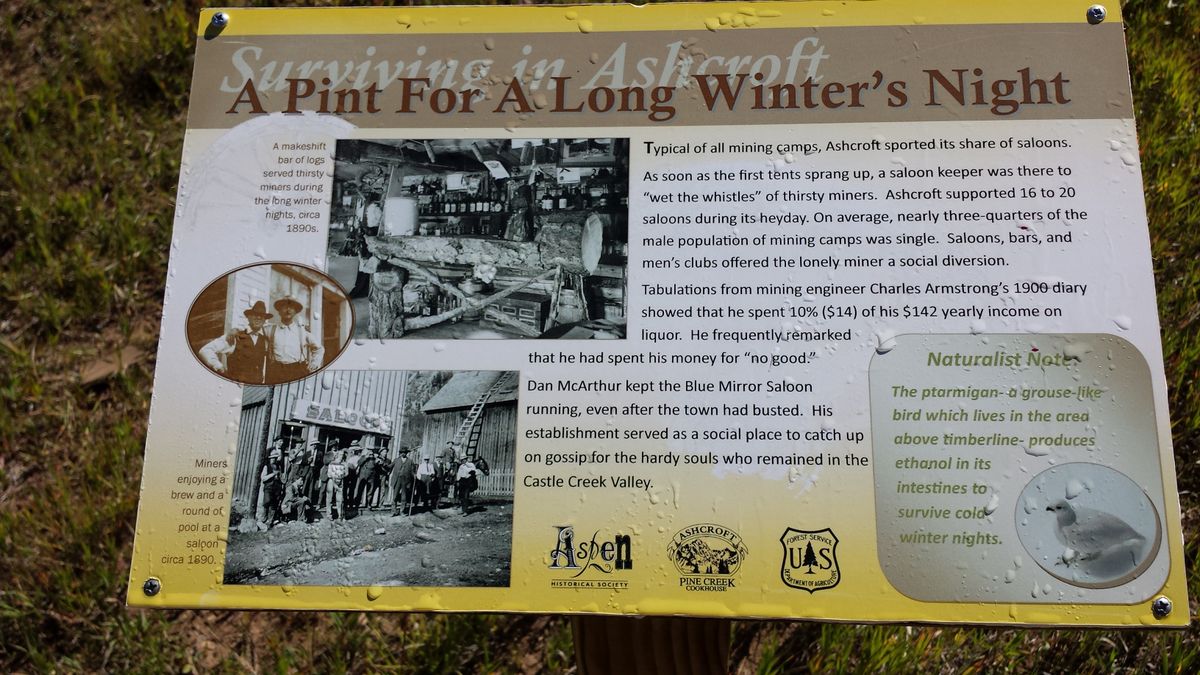 Surviving in Ashcroft
A Pint For A Long Winter's Night
A makeshift
bar of logs
served thirsty
miners during
the long winter
nights, circa
1890s.
Typical of all mining camps, Ashcroft sported its share of saloons.
As soon as the first tents sprang up, a saloon keeper was there to
“wet the whistles” of thirsty miners. Ashcroft supported 16 to 20
saloons during its heyday. On average, nearly three-quarters of the
male population of mining camps was single. Saloons, bars, and
men's clubs offered the lonely miner a social diversion.
Tabulations from mining engineer Charles Armstrong's 1900 diary
showed that he spent 10% ($14) of his $142 yearly income on
liquor. He frequently remarked
that he had spent his money for “no good.”
Dan McArthur kept the Blue Mirror Saloon
running, even after the town had busted. His
establishment served as a social place to catch up
on gossip for the hardy souls who remained in the
Castle Creek Valley.
SALOON
Miners
enjoying a
brew and a
round of
pool at a
saloon
circa 1890.
Naturalist Note:
The ptarmigan- a grouse-like
bird which lives in the area
above timberline- produces
ethanol in its
intestines to
survive cold
winter nights.
Aspen
HISTORICAL SOCIETY
ASHCROFT
PINE CREEK
COOKHOUSE
FOREST SERVICE
US
DEPARTMENT OF AGRICULTURE